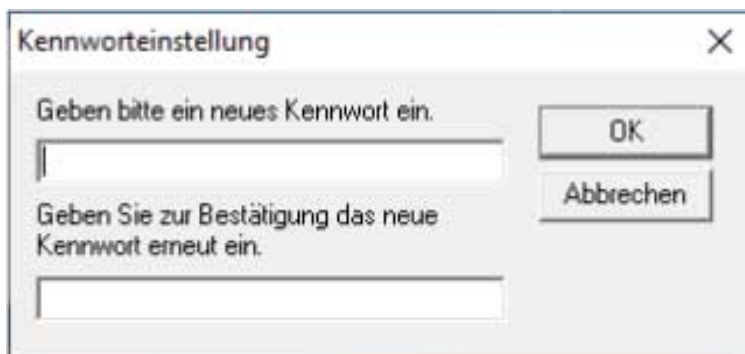 Kennworteinstellung
Geben bitte ein neues Kennwort ein.
OK
Abbrechen
Geben Sie zur Bestätigung das neue
Kennwort erneut ein.